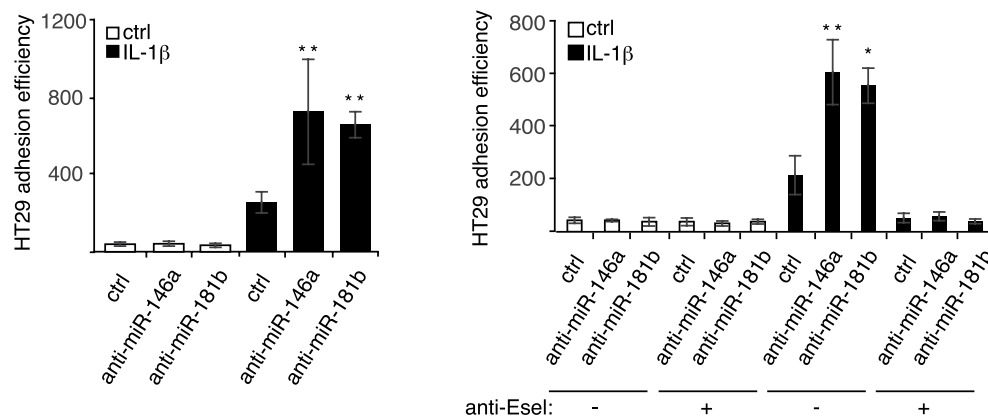 HT29 adhesion efficiency
1200
800
400
ctrl
IL-1β
**
**
ctrl
anti-miR-146a
anti-miR-181b
ctrl
anti-miR-146a
anti-miR-181b
HT29 adhesion efficiency
800
600
400
200
ctrl
IL-1β
**
*
ctrl
anti-miR-146a
anti-miR-181b
ctrl
anti-miR-146a
anti-miR-181b
ctrl
anti-miR-146a
anti-miR-181b
ctrl
anti-miR-146a
anti-miR-181b
anti-Esel: - + - +